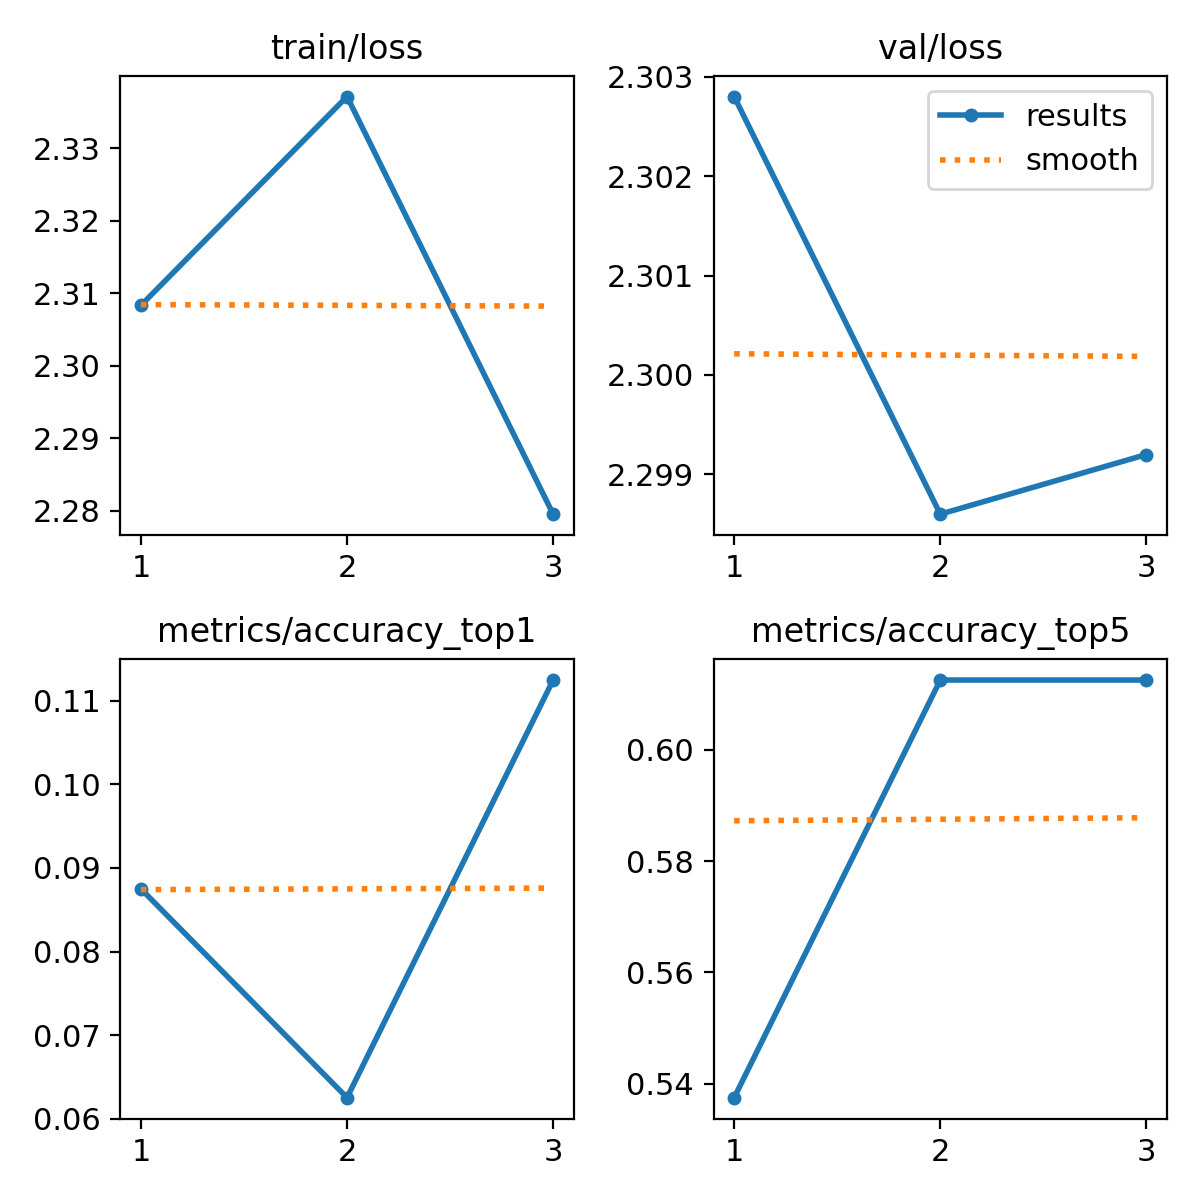 train/loss
2.33
2.32
2.31
2.30
2.29
2.28
1 2 3
val/loss
2.303
2.302
2.301
2.300
2.299
results
smooth
1 2 3
metrics/accuracy_top1
0.11
0.10
0.09
0.08
0.07
0.06
1 2 3
metrics/accuracy_top5
0.60
0.58
0.56
0.54
1 2 3